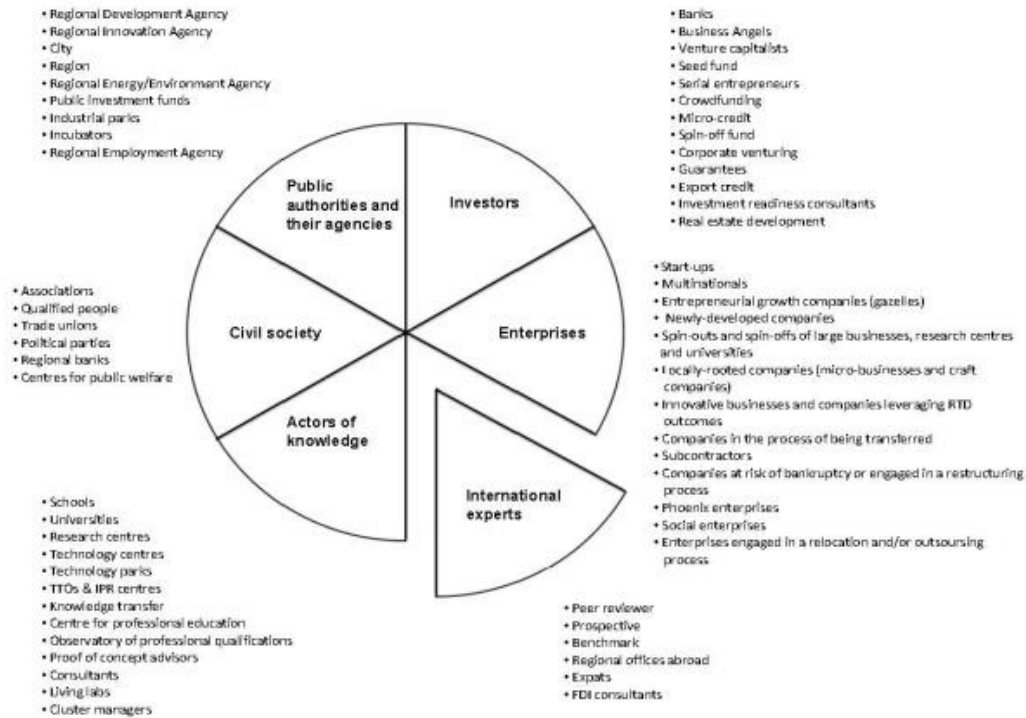 • Regional Development Agency
• Regional Innovation Agency
• City
• Region
• Regional Energy/Environment Agency
• Public investment funds
• Industrial parks
• Incubators
• Regional Employment Agency
• Banks
• Business Angels
• Venture capitalists
• Seed fund
• Serial entrepreneurs
• Crowdfunding
• Micro-credit
• Spin-off fund
• Corporate venturing
• Guarantees
• Export credit
• Investment readiness consultants
• Real estate development
Public
authorities and
their agencies
Investors
• Associations
• Qualified people
• Trade unions
• Political parties
• Regional banks
• Centres for public welfare
Civil society
Enterprises
• Start-ups
• Multinationals
• Entrepreneurial growth companies (gazelles)
• Newly-developed companies
• Spin-outs and spin-offs of large businesses, research centres
and universities
• Locally-rooted companies (micro-businesses and craft
companies)
• Innovative businesses and companies leveraging RTD
outcomes
• Companies in the process of being transferred
• Subcontractors
• Companies at risk of bankruptcy or engaged in a restructuring
process
• Phoenix enterprises
• Social enterprises
• Enterprises engaged in a relocation and/or outsoursing
process
Actors of
knowledge
International
experts
• Schools
• Universities
• Research centres
• Technology centres
• Technology parks
• TTOs & IPR centres
• Knowledge transfer
• Centre for professional education
• Observatory of professional qualifications
• Proof of concept advisors
• Consultants
• Living labs
• Cluster managers
• Peer reviewer
• Prospective
• Benchmark
• Regional offices abroad
• Expats
• FDI consultants